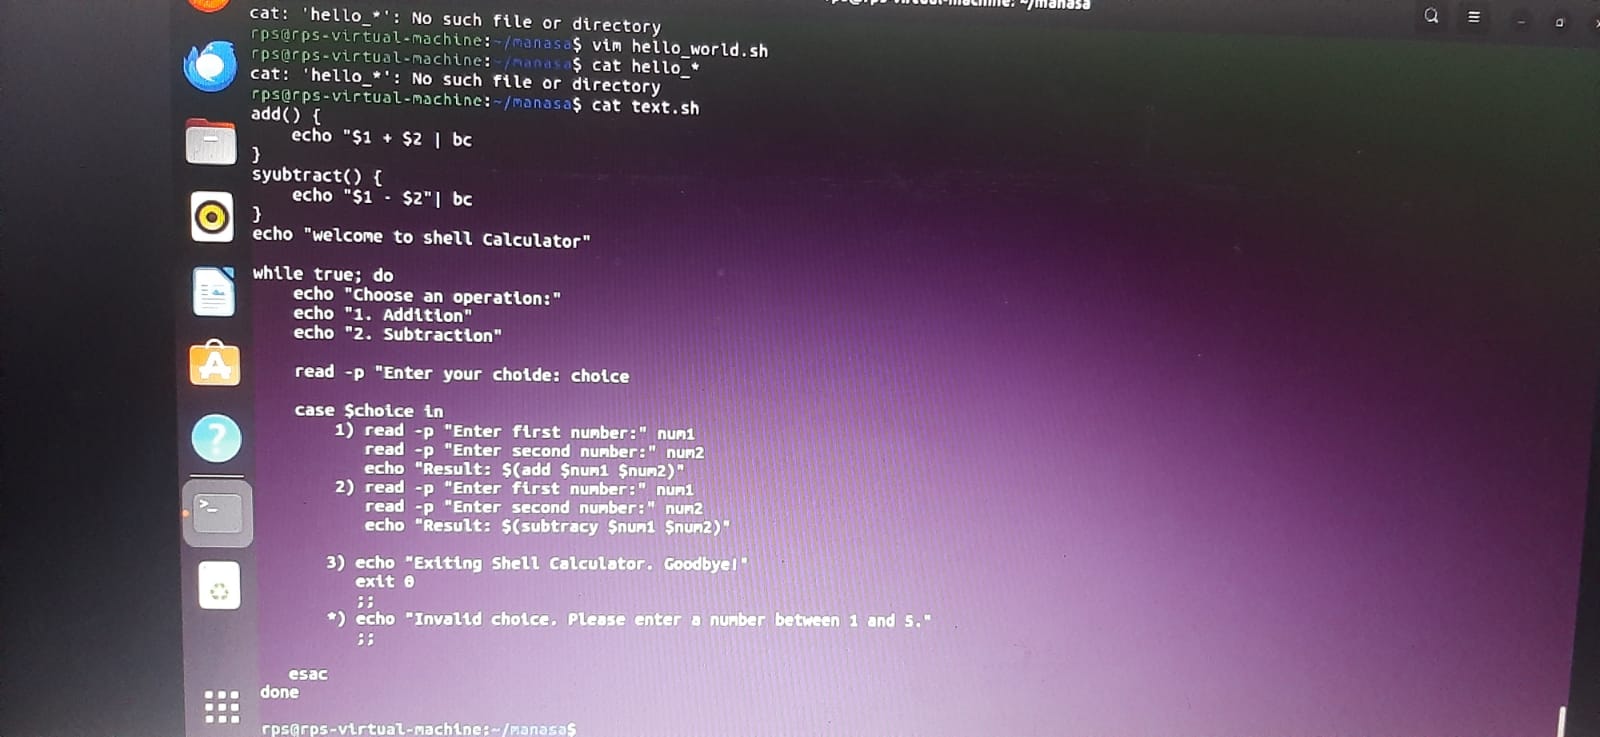 rps@rps-virtual-machine: ~/manasa
cat: 'hello_*': No such file or directory
rps@rps-virtual-machine:~/manasa$ vim hello_world.sh
rps@rps-virtual-machine:~/manasa$ cat hello_*
cat: 'hello_*': No such file or directory
rps@rps-virtual-machine:~/manasa$ cat text.sh
add() {
    echo "$1 + $2 | bc
}
syubtract() {
    echo "$1 - $2"| bc
}
echo "welcome to shell Calculator"
while true; do
    echo "Choose an operation:"
    echo "1. Addition"
    echo "2. Subtraction"
    read -p "Enter your choide: choice
    case $choice in
        1) read -p "Enter first number:" num1
           read -p "Enter second number:" num2
           echo "Result: $(add $num1 $num2)"
        2) read -p "Enter first number:" num1
           read -p "Enter second number:" num2
           echo "Result: $(subtracy $num1 $num2)"
        3) echo "Exiting Shell Calculator. Goodbye!"
           exit 0
           ;;
        *) echo "Invalid choice. Please enter a number between 1 and 5."
           ;;
    esac
done
rps@rps-virtual-machine:~/manasa$